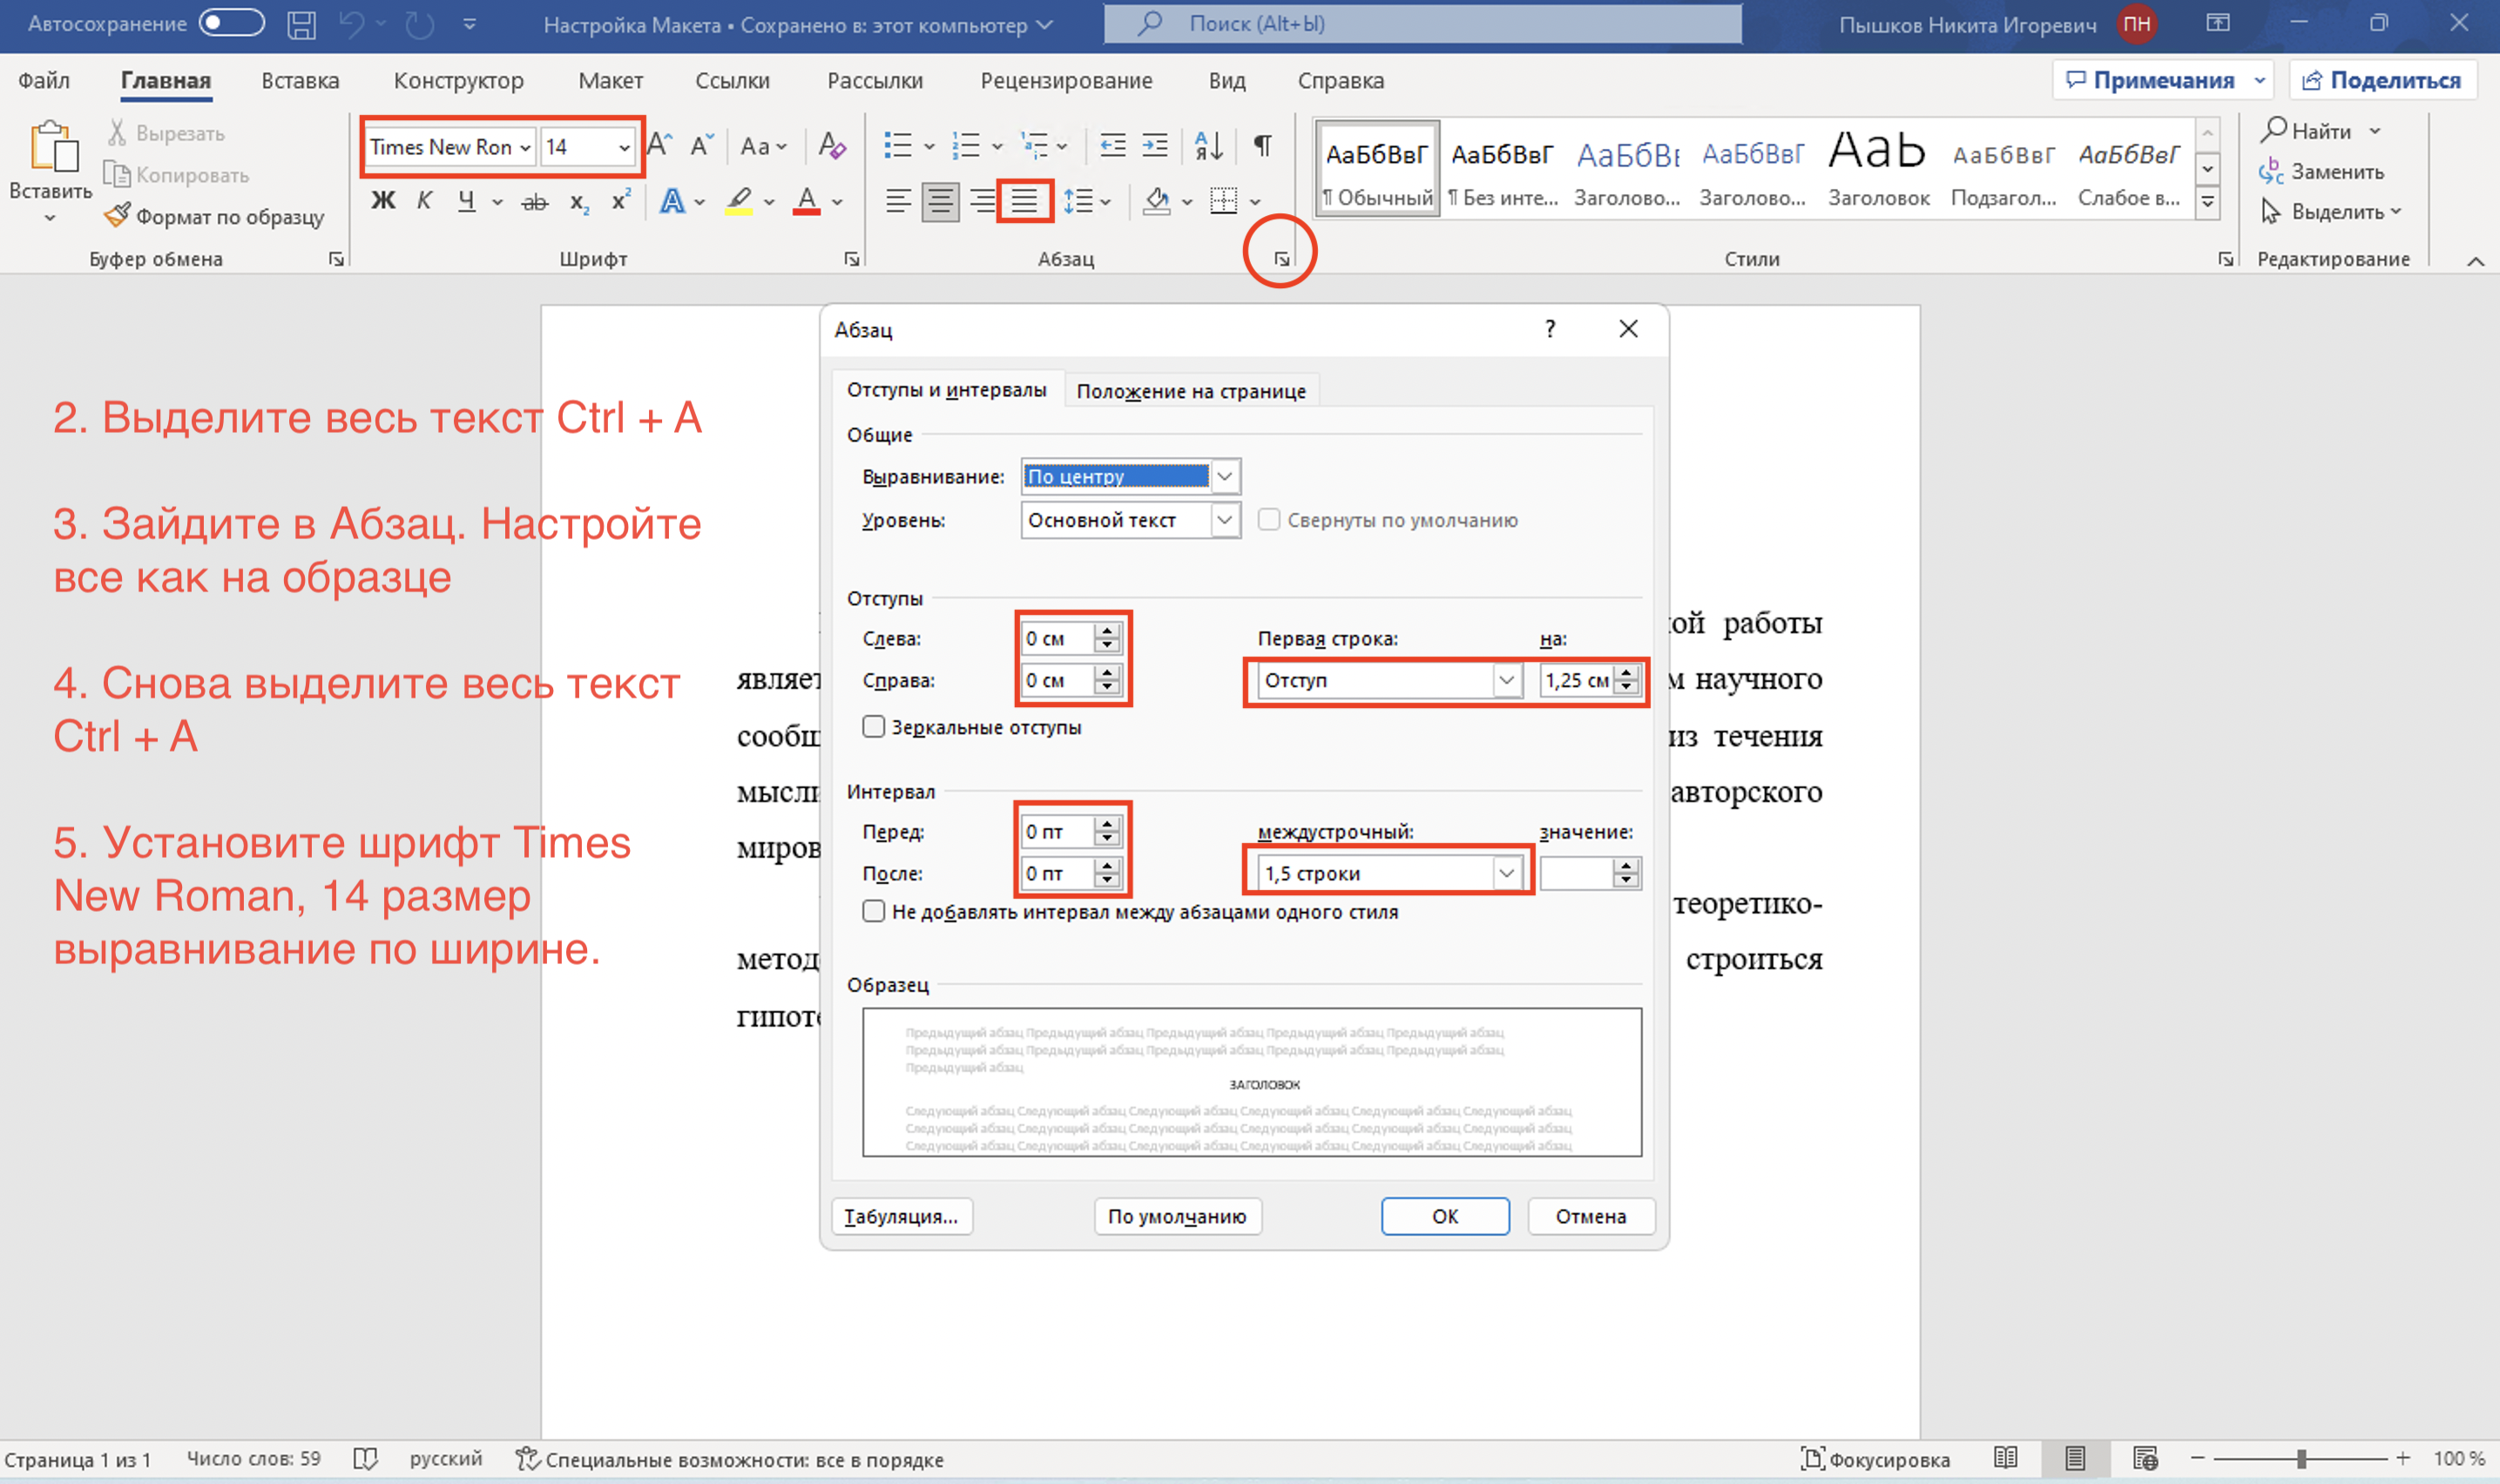 Автосохранение
Настройка Макета • Сохранено в: этот компьютер
Поиск (Alt+Ы)
Пышков Никита Игоревич ПН
Файл Главная Вставка Конструктор Макет Ссылки Рассылки Рецензирование Вид Справка
Примечания Поделиться
Вставить
Вырезать
Копировать
Формат по образцу
Буфер обмена
Times New Ron 14
Aa
Ж К Ч ab x2 x2 A A
Шрифт
Абзац
АаБбВвГ АаБбВвГ АаБбВı АаБбВвГ АаЬ АаБбВвГ АаБбВвГ
¶ Обычный ¶ Без инте... Заголово... Заголово... Заголовок Подзагол... Слабое в...
Стили
Найти
Заменить
Выделить
Редактирование
2. Выделите весь текст Ctrl + A
3. Зайдите в Абзац. Настройте
все как на образце
4. Снова выделите весь текст
Ctrl + A
5. Установите шрифт Times
New Roman, 14 размер
выравнивание по ширине.
Абзац ?
Отступы и интервалы Положение на странице
Общие
Выравнивание: По центру
Уровень: Основной текст Свернуты по умолчанию
Отступы
Слева: 0 см Первая строка: на:
Справа: 0 см Отступ 1,25 см
Зеркальные отступы
Интервал
Перед: 0 пт междустрочный: значение:
После: 0 пт 1,5 строки
Не добавлять интервал между абзацами одного стиля
Образец
Предыдущий абзац Предыдущий абзац Предыдущий абзац Предыдущий абзац Предыдущий абзац
Предыдущий абзац Предыдущий абзац Предыдущий абзац Предыдущий абзац Предыдущий абзац
Предыдущий абзац
ЗАГОЛОВОК
Следующий абзац Следующий абзац Следующий абзац Следующий абзац Следующий абзац Следующий абзац
Следующий абзац Следующий абзац Следующий абзац Следующий абзац Следующий абзац Следующий абзац
Следующий абзац Следующий абзац Следующий абзац Следующий абзац Следующий абзац Следующий абзац
Табуляция... По умолчанию ОК Отмена
ой работы
являет м научного
сообщ из течения
мысли авторского
миров
теоретико-
метод строиться
гипоте
Страница 1 из 1 Число слов: 59 русский Специальные возможности: все в порядке
Фокусировка 100 %